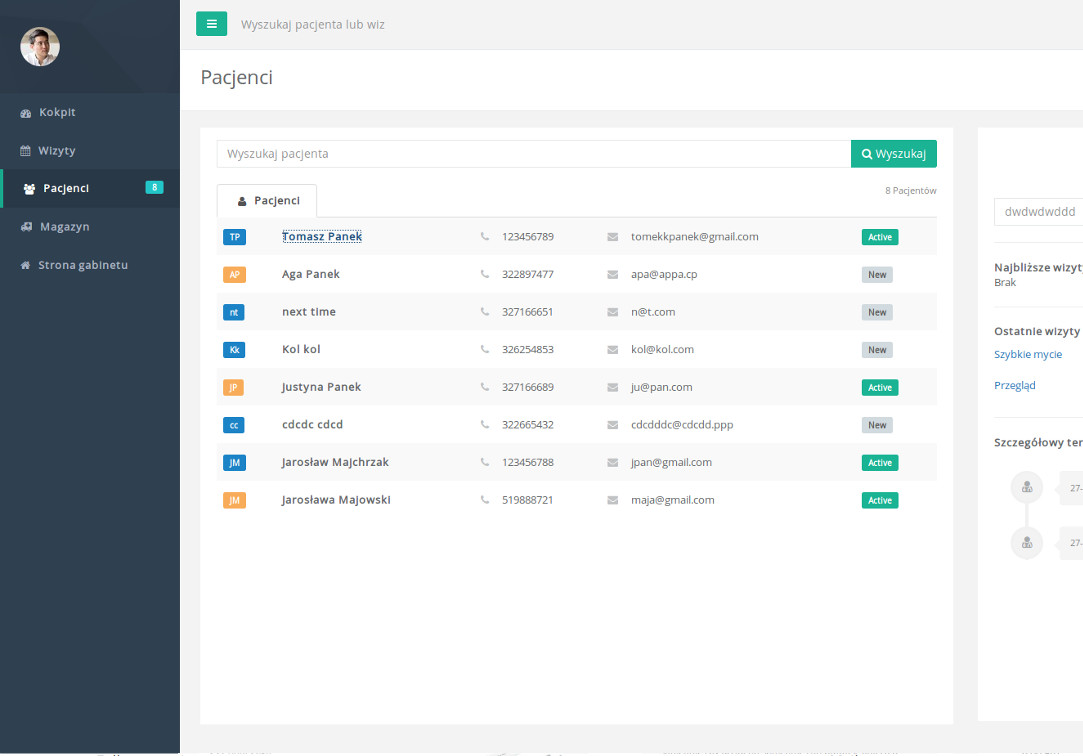 Wyszukaj pacjenta lub wiz
Pacjenci
Kokpit
Wizyty
Pacjenci 8
Magazyn
Strona gabinetu
Wyszukaj pacjenta Wyszukaj
Pacjenci 8 Pacjentów
TP Tomasz Panek 123456789 tomekkpanek@gmail.com Active
AP Aga Panek 322897477 apa@appa.cp New
nt next time 327166651 n@t.com New
Kk Kol kol 326254853 kol@kol.com New
JP Justyna Panek 327166689 ju@pan.com Active
cc cdcdc cdcd 322665432 cdcdddc@cdcdd.ppp New
JM Jarosław Majchrzak 123456788 jpan@gmail.com Active
JM Jarosława Majowski 519888721 maja@gmail.com Active
dwdwdwddd
Najbliższe wizyty
Brak
Ostatnie wizyty
Szybkie mycie
Przegląd
Szczegółowy ter
27-
27-